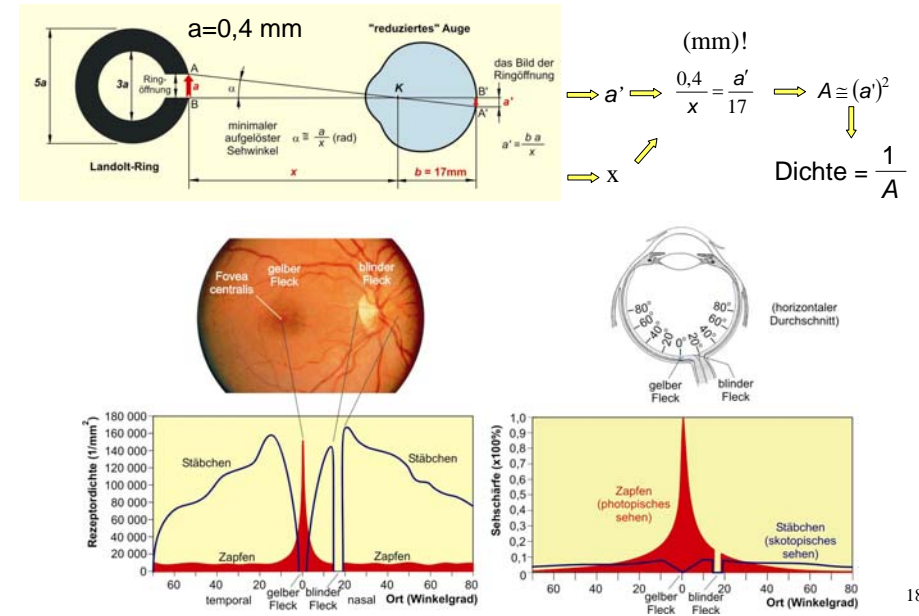 a=0,4 mm
"reduziertes" Auge
5a
3a
Ring-
öffnung
A
a
B
α
K
das Bild der
Ringöffnung
B'
a'
A'
minimaler
aufgelöster
Sehwinkel
α ≅ a/x (rad)
a' = b a/x
Landolt-Ring
x
b = 17mm
a'
x
(mm)!
0,4/x = a'/17
A ≅ (a')²
Dichte = 1/A
Fovea
centralis
gelber
Fleck
blinder
Fleck
80° 60° 40° 20° 0° 20° 40° 60° 80°
(horizontaler
Durchschnitt)
gelber
Fleck
blinder
Fleck
Rezeptordichte (1/mm²)
180 000
160 000
140 000
120 000
100 000
80 000
60 000
40 000
20 000
0
Stäbchen
Stäbchen
Zapfen
Zapfen
60 40 20 0 20 40 60 80
temporal
gelber
Fleck
blinder
Fleck
nasal
Ort (Winkelgrad)
Sehschärfe (x100%)
1,0
0,9
0,8
0,7
0,6
0,5
0,4
0,3
0,2
0,1
0
Zapfen
(photopisches
sehen)
Stäbchen
(skotopisches
sehen)
60 40 20 0 20 40 60 80
gelber
Fleck
blinder
Fleck
Ort (Winkelgrad)